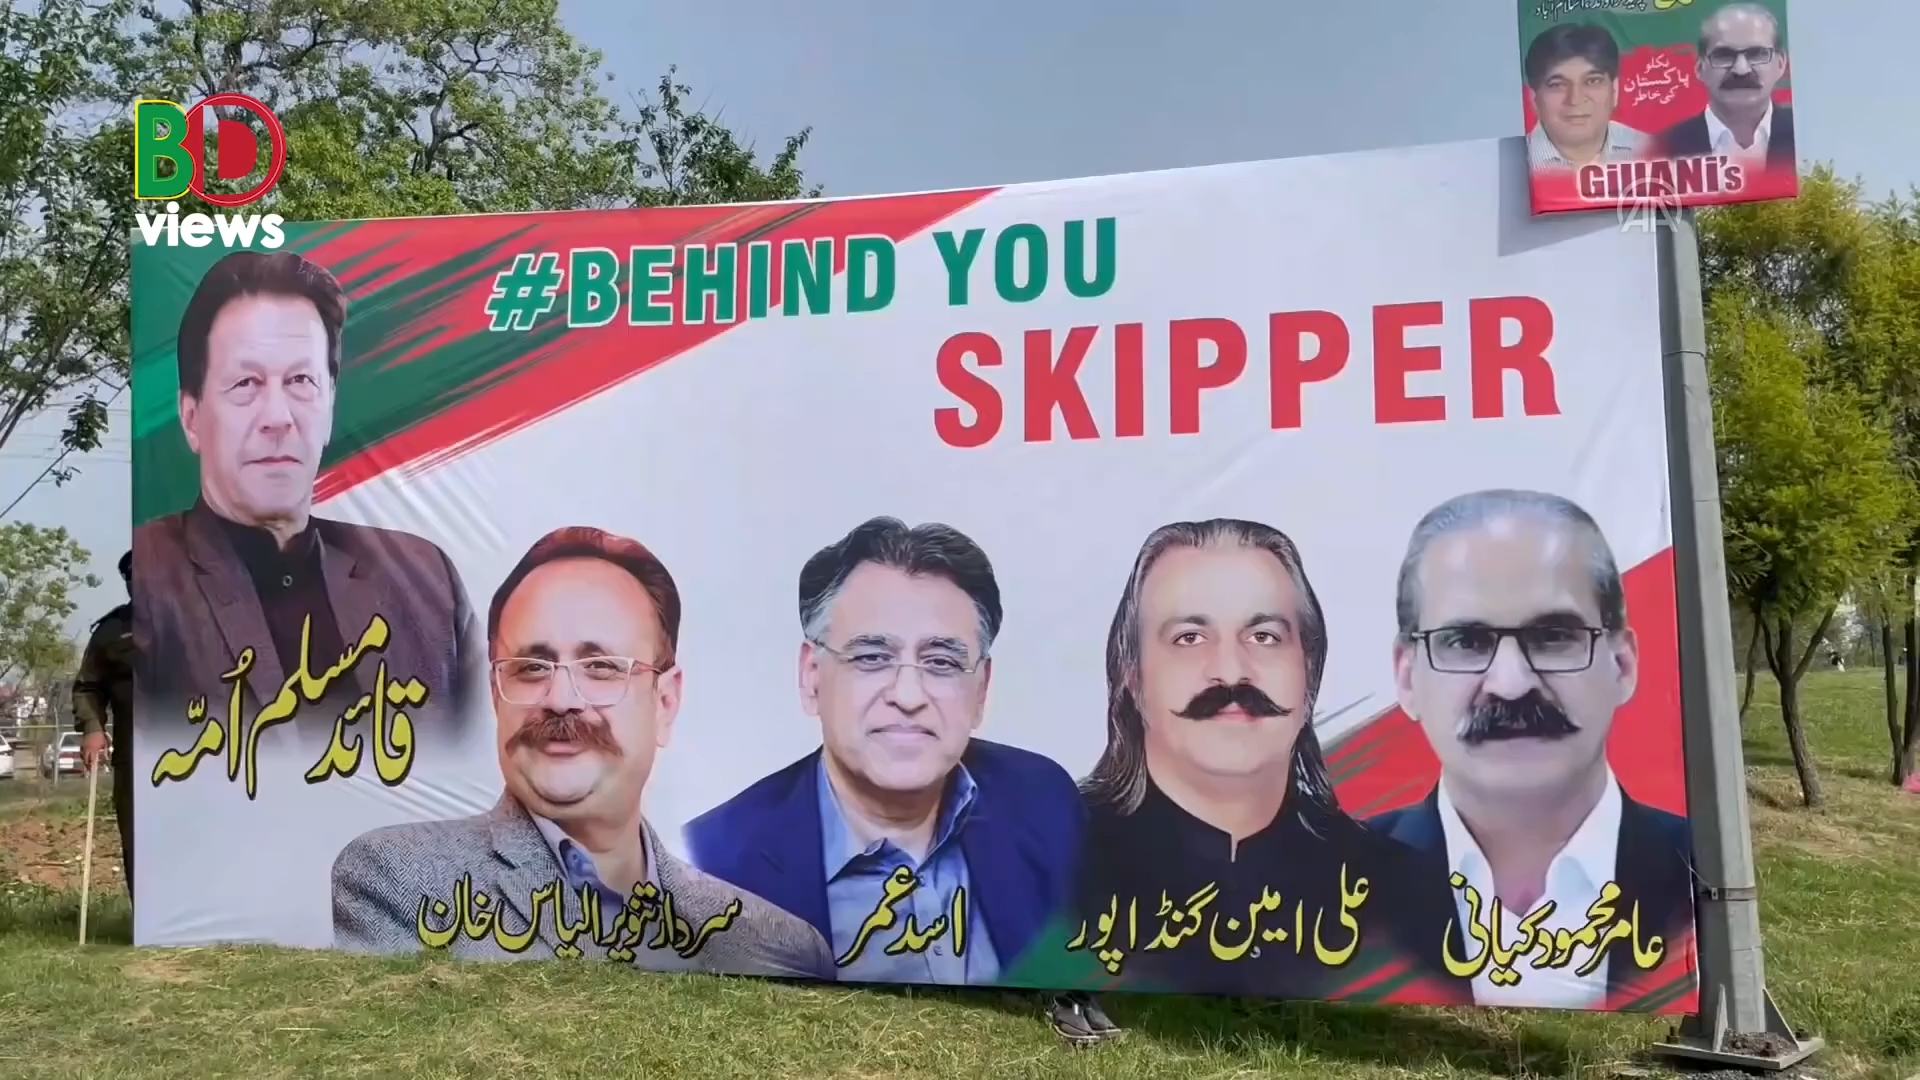 BD
views
نکلو
پاکستان
کی خاطر
GillANi's
AA
#BEHIND YOU
SKIPPER
قائد مسلم اُمّہ
سردار تنویر الیاس خان
اسد عمر
علی امین گنڈاپور
عامر محمود کیانی